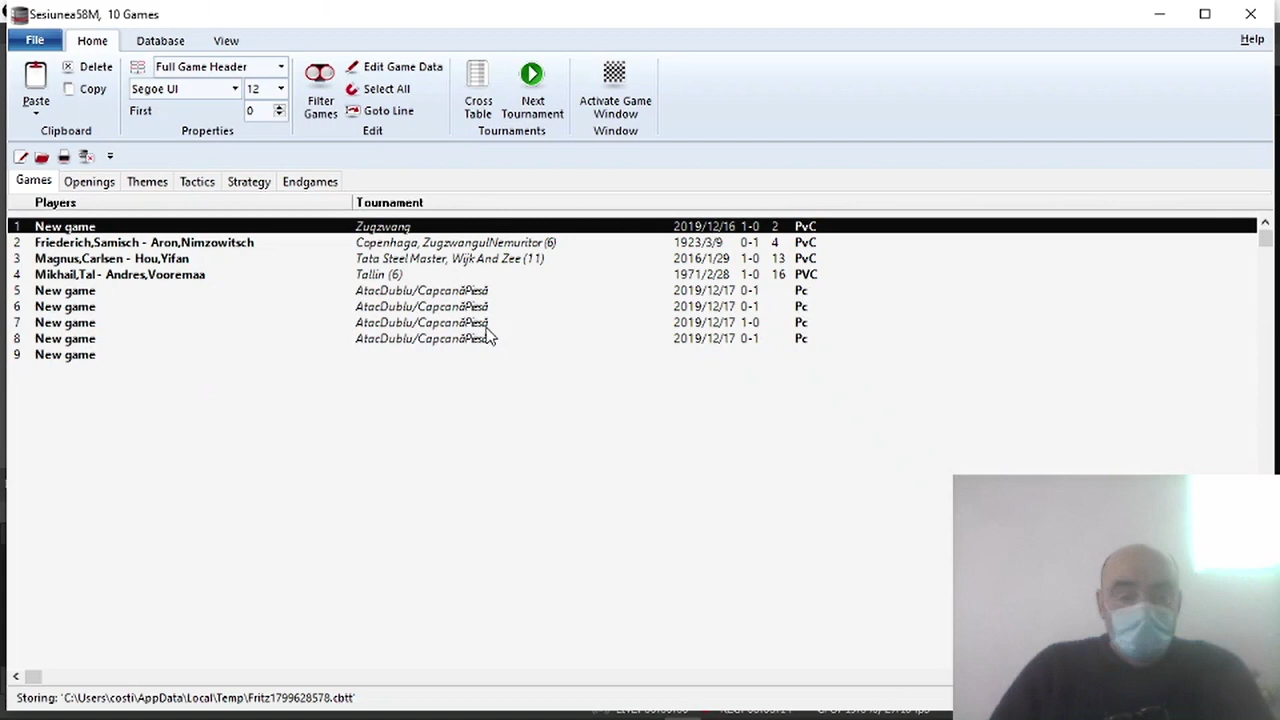 Sesiunea58M, 10 Games
File Home Database View Help
Paste Delete Copy
Clipboard
Full Game Header
Segoe UI 12
First 0
Properties
Filter Games
Edit Game Data
Select All
Goto Line
Edit
Cross Table
Next Tournament
Tournaments
Activate Game Window
Window
Games Openings Themes Tactics Strategy Endgames
Players Tournament
1 New game Zugzwang 2019/12/16 1-0 2 PvC
2 Friederich,Samisch - Aron,Nimzowitsch Copenhaga, ZugzwangulNemuritor (6) 1923/3/9 0-1 4 PvC
3 Magnus,Carlsen - Hou,Yifan Tata Steel Master, Wijk And Zee (11) 2016/1/29 1-0 13 PvC
4 Mikhail,Tal - Andres,Vooremaa Tallin (6) 1971/2/28 1-0 16 PVC
5 New game AtacDublu/CapcanăPiesă 2019/12/17 0-1 Pc
6 New game AtacDublu/CapcanăPiesă 2019/12/17 0-1 Pc
7 New game AtacDublu/CapcanăPiesă 2019/12/17 1-0 Pc
8 New game AtacDublu/CapcanăPiesă 2019/12/17 0-1 Pc
9 New game
Storing: 'C:\Users\costi\AppData\Local\Temp\Fritz1799628578.cbtt'